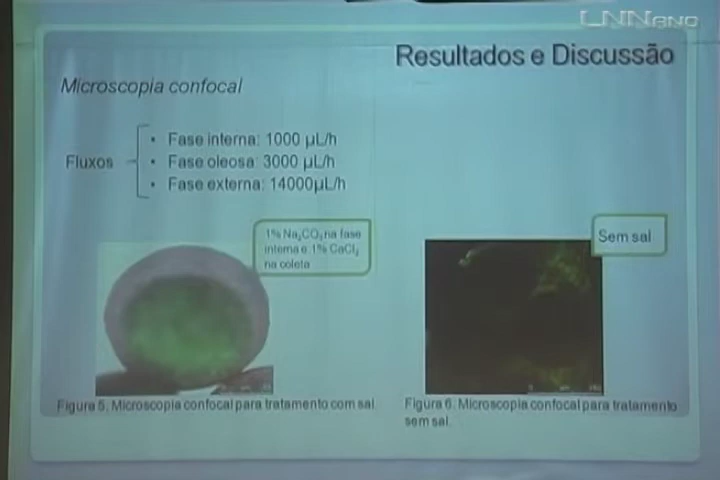 LNNano
Resultados e Discussão
Microscopia confocal
Fluxos
• Fase interna: 1000 µL/h
• Fase oleosa: 3000 µL/h
• Fase externa: 14000µL/h
1% Na₂CO₃ na fase
interna e 1% CaCl₂
na coleta
Sem sal
Figura 5. Microscopia confocal para tratamento com sal.
Figura 6. Microscopia confocal para tratamento
sem sal.